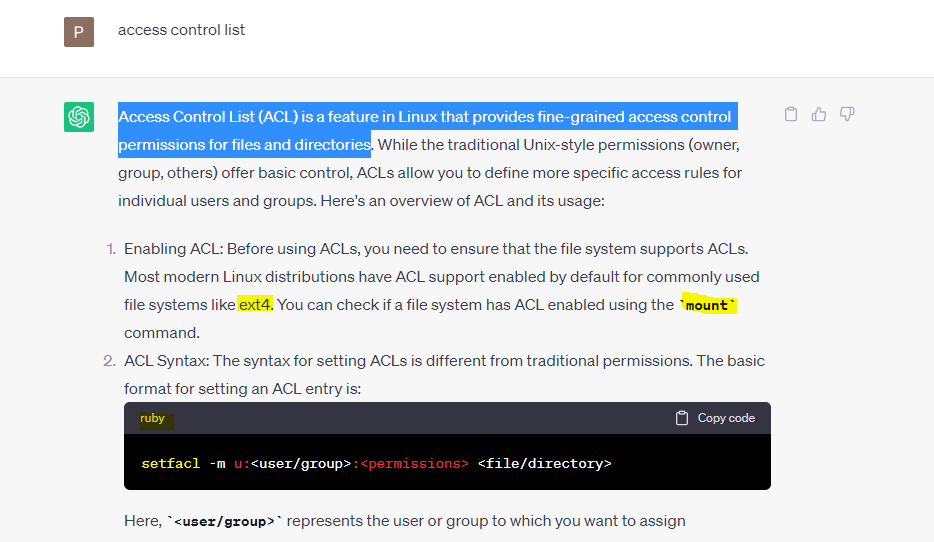 P
access control list
Access Control List (ACL) is a feature in Linux that provides fine-grained access control
permissions for files and directories. While the traditional Unix-style permissions (owner,
group, others) offer basic control, ACLs allow you to define more specific access rules for
individual users and groups. Here's an overview of ACL and its usage:
1. Enabling ACL: Before using ACLs, you need to ensure that the file system supports ACLs.
Most modern Linux distributions have ACL support enabled by default for commonly used
file systems like ext4. You can check if a file system has ACL enabled using the `mount`
command.
2. ACL Syntax: The syntax for setting ACLs is different from traditional permissions. The basic
format for setting an ACL entry is:
ruby Copy code
setfacl -m u:<user/group>:<permissions> <file/directory>
Here, `<user/group>` represents the user or group to which you want to assign